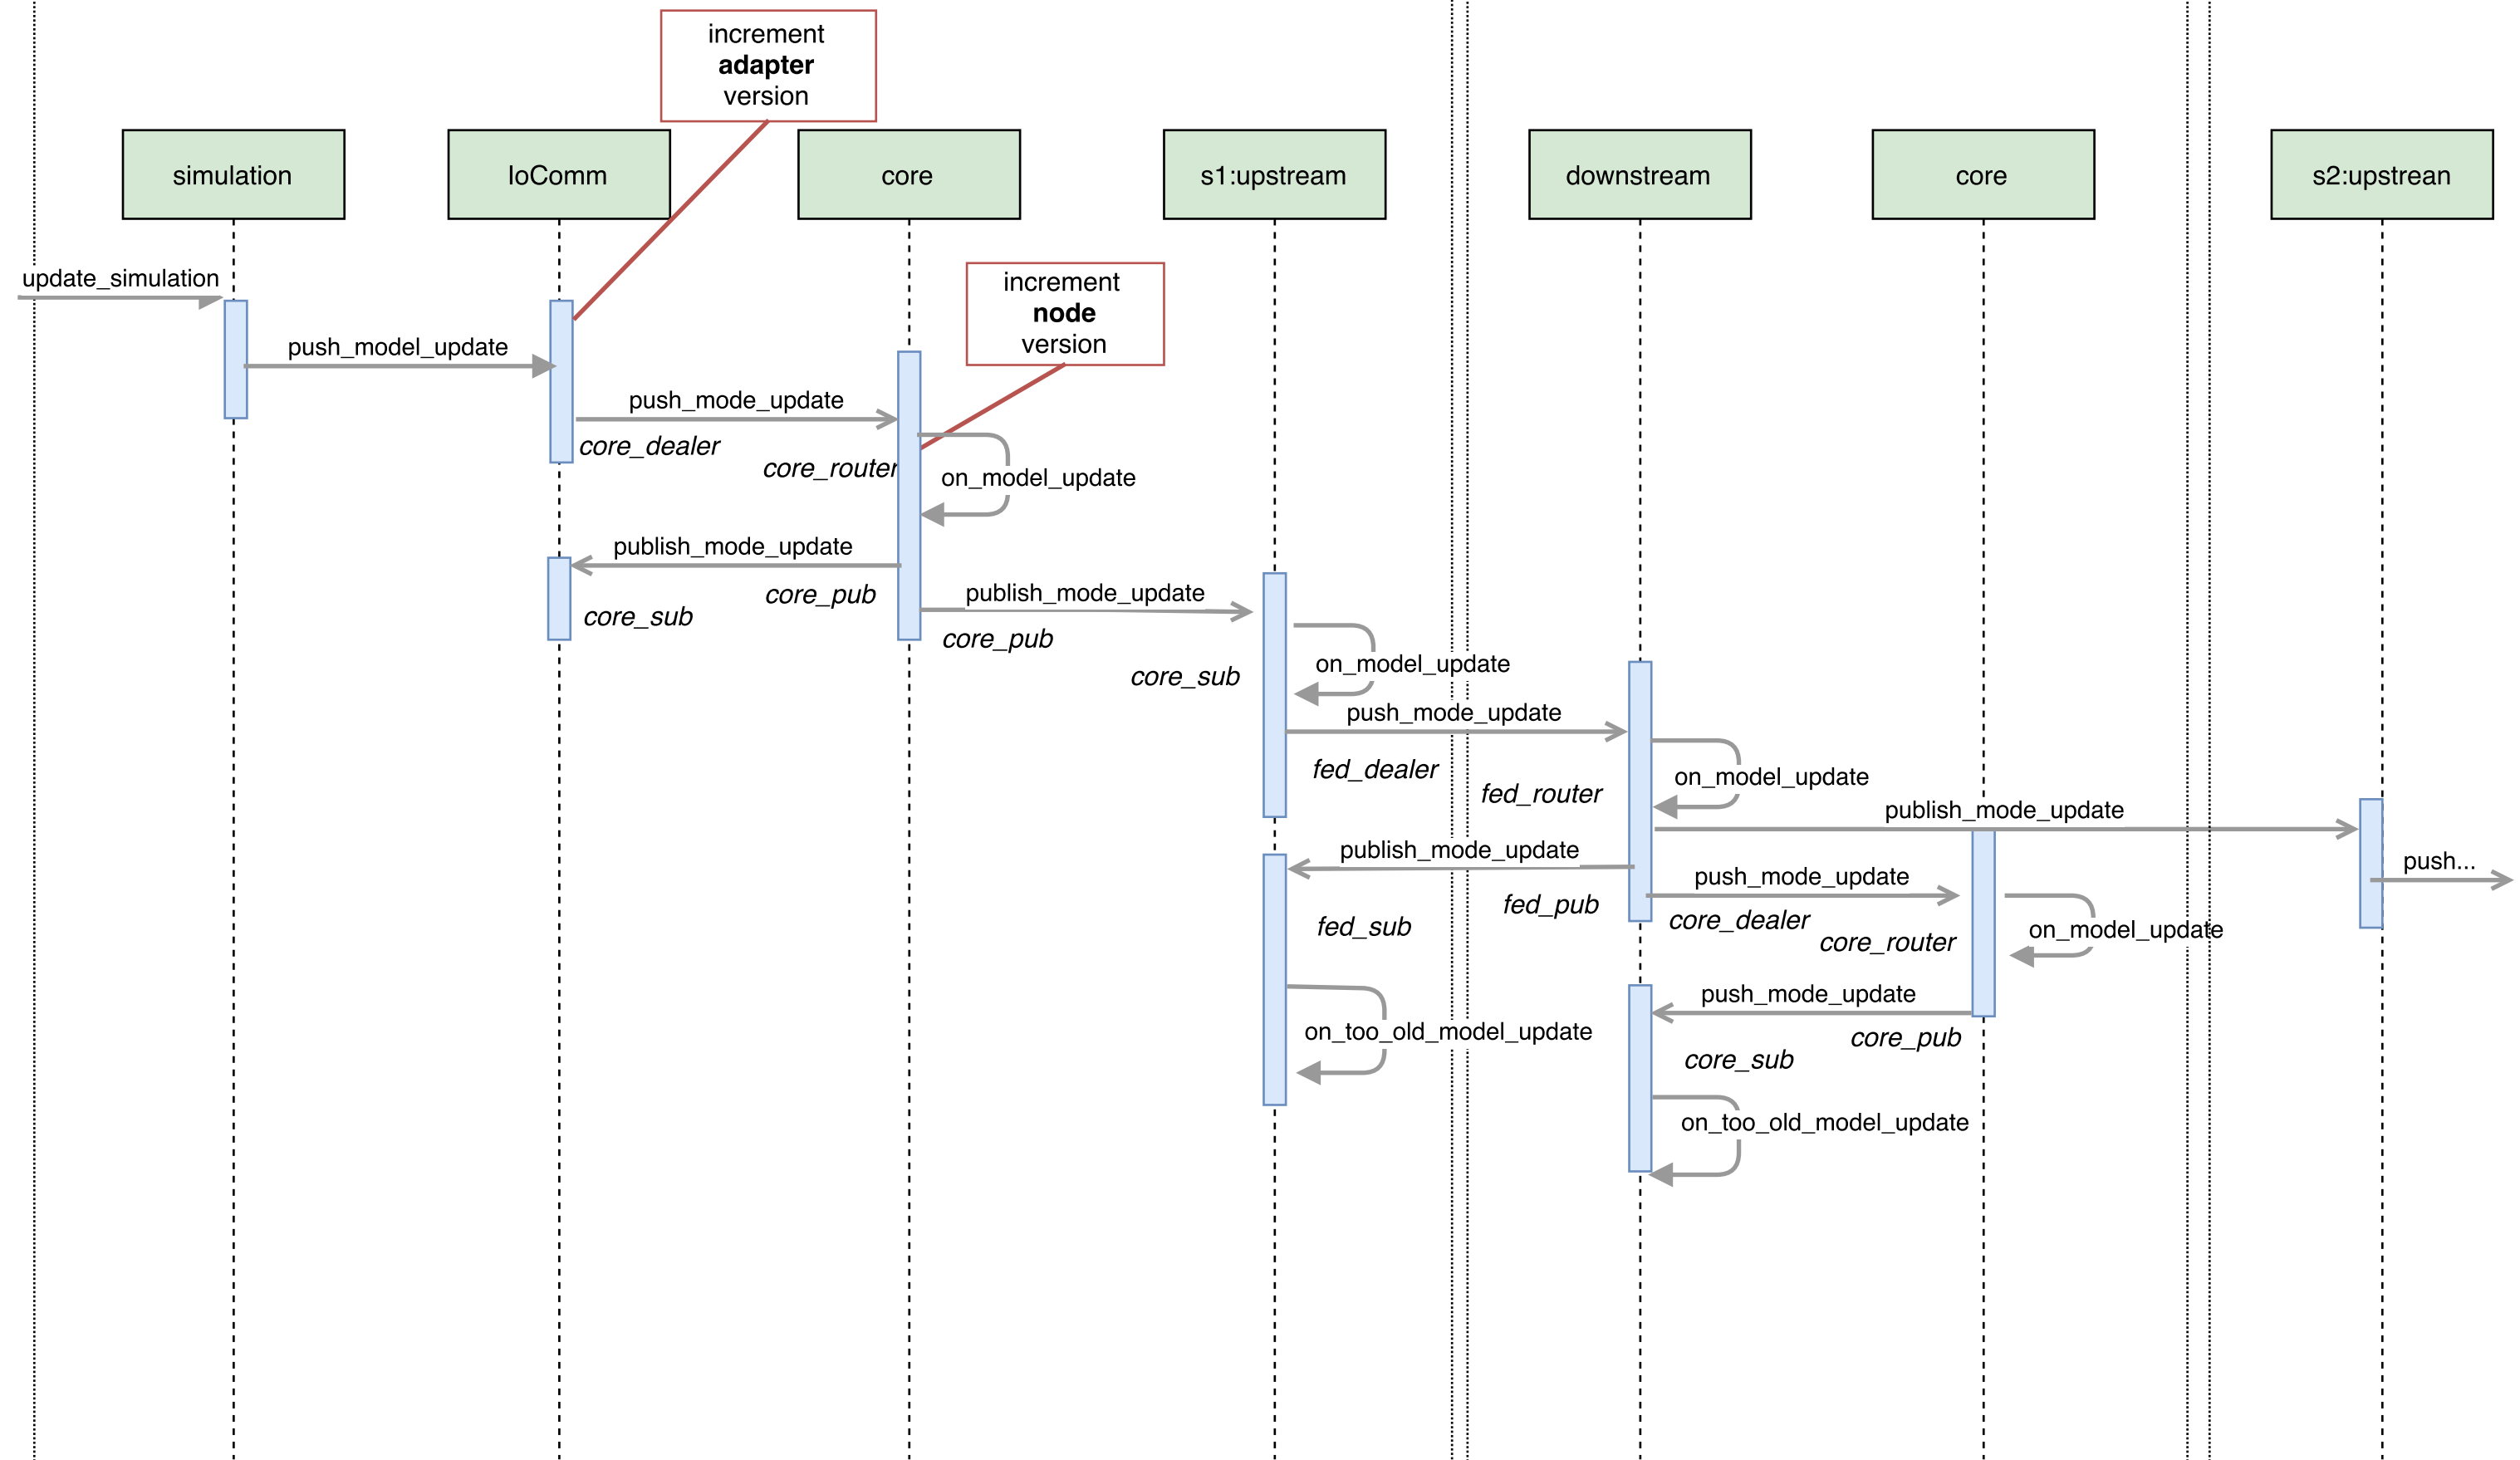 increment
adapter
version
simulation
IoComm
core
s1:upstream
downstream
core
s2:upstrean
update_simulation
increment
node
version
push_model_update
push_mode_update
core_dealer
core_router
on_model_update
publish_mode_update
core_pub
core_sub
publish_mode_update
core_pub
core_sub
on_model_update
push_mode_update
fed_dealer
fed_router
on_model_update
publish_mode_update
publish_mode_update
push...
push_mode_update
fed_pub
core_dealer
fed_sub
core_router
on_model_update
push_mode_update
on_too_old_model_update
core_pub
core_sub
on_too_old_model_update